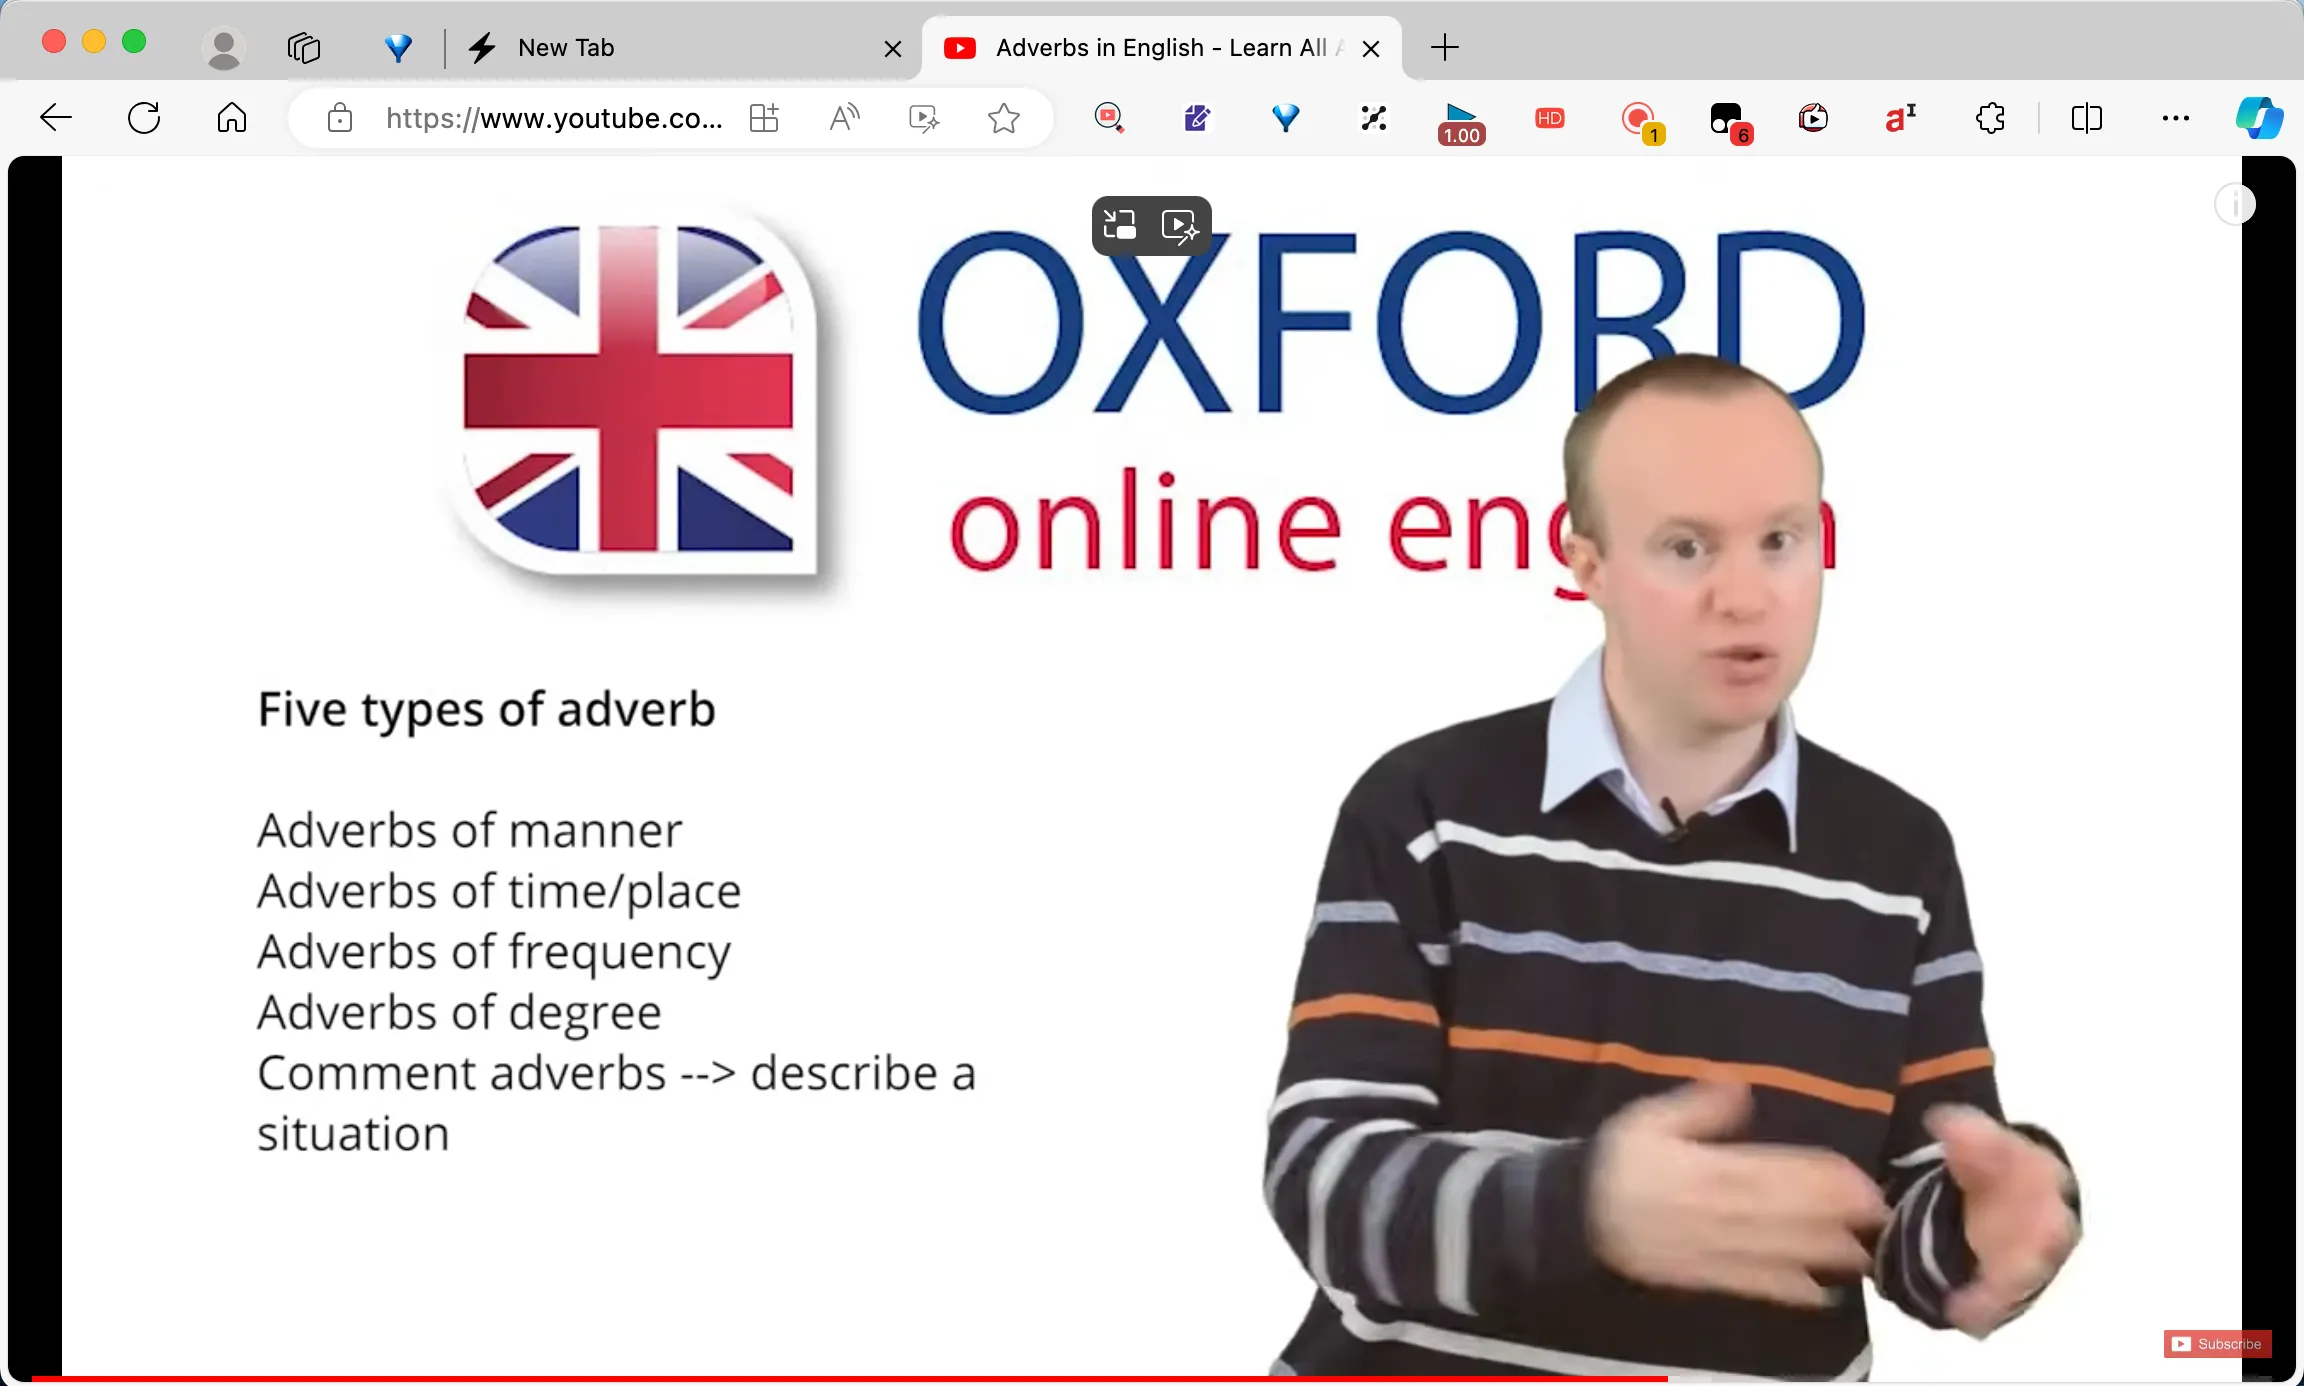 New Tab
Adverbs in English - Learn All
https://www.youtube.co...
1.00
HD
1
6
OXFORD
online
Five types of adverb
Adverbs of manner
Adverbs of time/place
Adverbs of frequency
Adverbs of degree
Comment adverbs --> describe a
situation
Subscribe